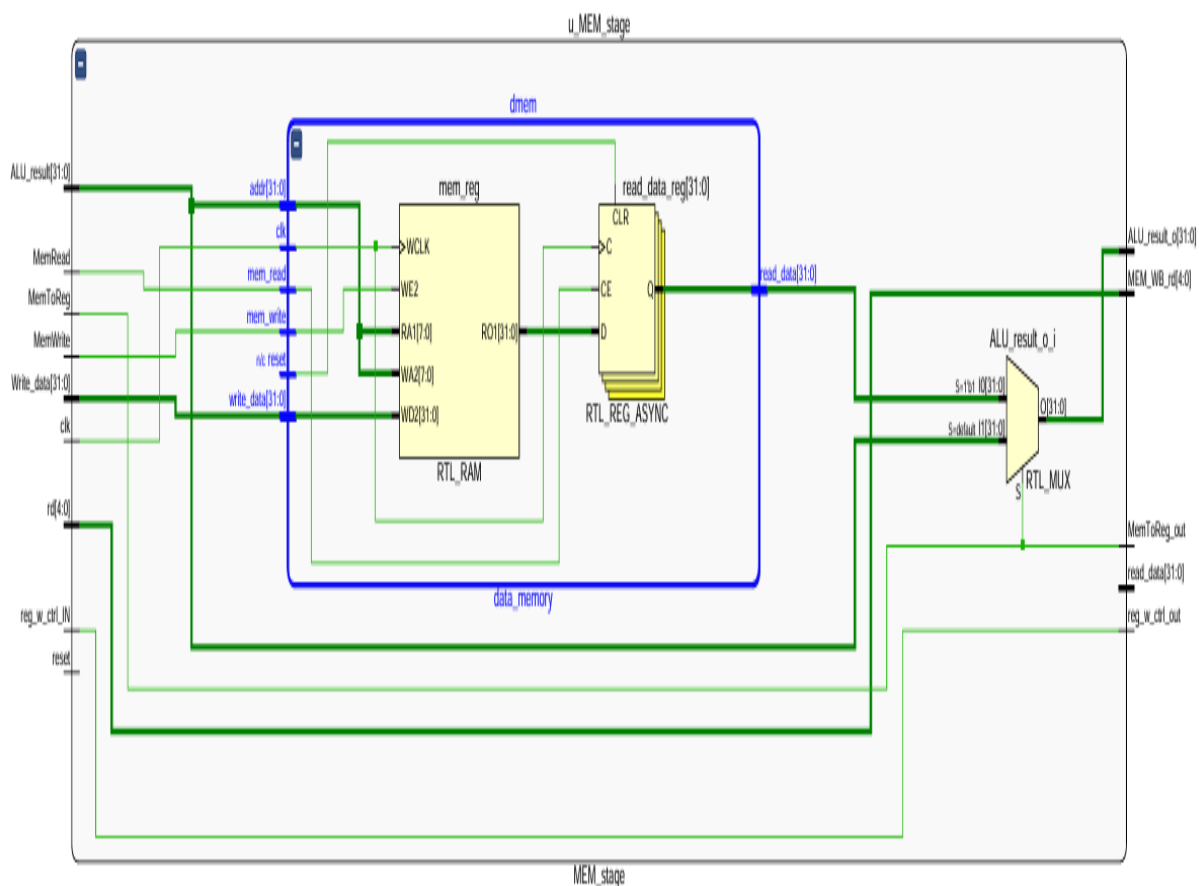 u_MEM_stage
dmem
ALU_result[31:0]
MemRead
MemToReg
MemWrite
Write_data[31:0]
clk
rd[4:0]
reg_w_ctrl_IN
reset
addr[31:0]
clk
mem_read
mem_write
n/c reset
write_data[31:0]
mem_reg
WCLK
WE2
RA1[7:0]
WA2[7:0]
WD2[31:0]
RO1[31:0]
RTL_RAM
read_data_reg[31:0]
CLR
C
CE
D
Q
RTL_REG_ASYNC
read_data[31:0]
data_memory
ALU_result_o_i
S=1'b1 I0[31:0]
S=default I1[31:0]
O[31:0]
S
RTL_MUX
ALU_result_o[31:0]
MEM_WB_rd[4:0]
MemToReg_out
read_data[31:0]
reg_w_ctrl_out
MEM_stage